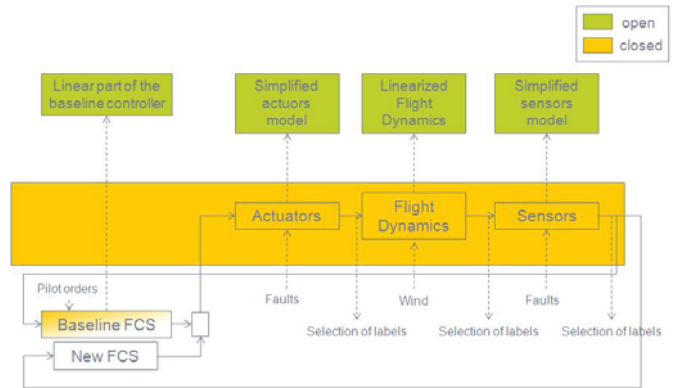 open
closed
Linear part of the
baseline controller
Simplified
actuors
model
Linearized
Flight
Dynamics
Simplified
sensors
model
Actuators
Flight
Dynamics
Sensors
Pilot orders
Faults
Wind
Faults
Baseline FCS
Selection of labels
Selection of labels
Selection of labels
New FCS